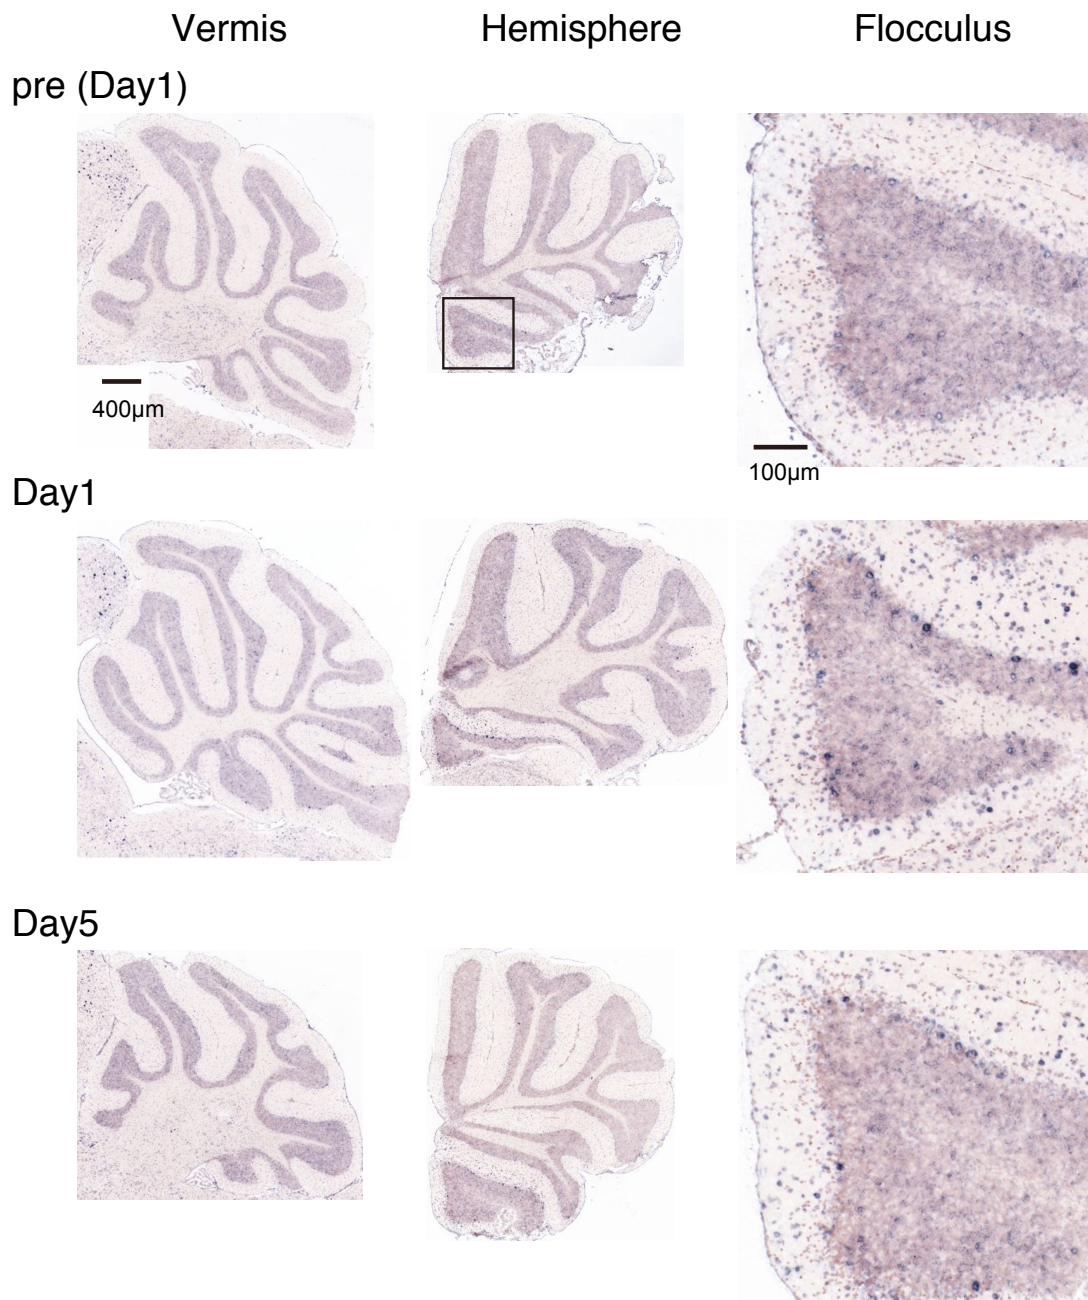 Vermis Hemisphere Flocculus
pre (Day1)
400μm
100μm
Day1
Day5